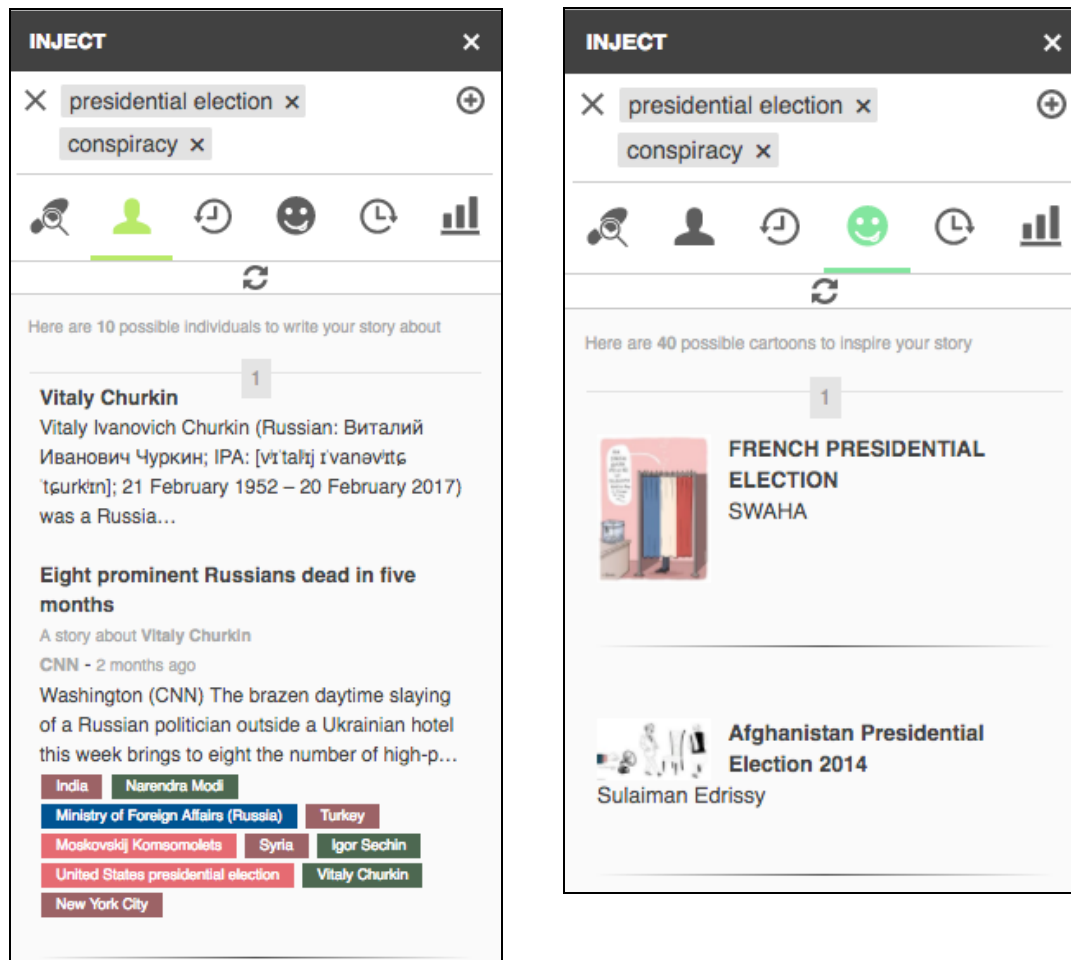 INJECT ×
× presidential election ×
conspiracy ×
Here are 10 possible individuals to write your story about
1
Vitaly Churkin
Vitaly Ivanovich Churkin (Russian: Виталий
Иванович Чуркин; IPA: [vʲɪˈtalʲɪj ɪˈvanəvʲɪtɕ
ˈtɕurkʲɪn]; 21 February 1952 – 20 February 2017)
was a Russia...
Eight prominent Russians dead in five
months
A story about Vitaly Churkin
CNN - 2 months ago
Washington (CNN) The brazen daytime slaying
of a Russian politician outside a Ukrainian hotel
this week brings to eight the number of high-p...
India Narendra Modi
Ministry of Foreign Affairs (Russia) Turkey
Moskovskij Komsomolets Syria Igor Sechin
United States presidential election Vitaly Churkin
New York City
INJECT ×
× presidential election ×
conspiracy ×
Here are 40 possible cartoons to inspire your story
1
FRENCH PRESIDENTIAL
ELECTION
SWAHA
Afghanistan Presidential
Election 2014
Sulaiman Edrissy